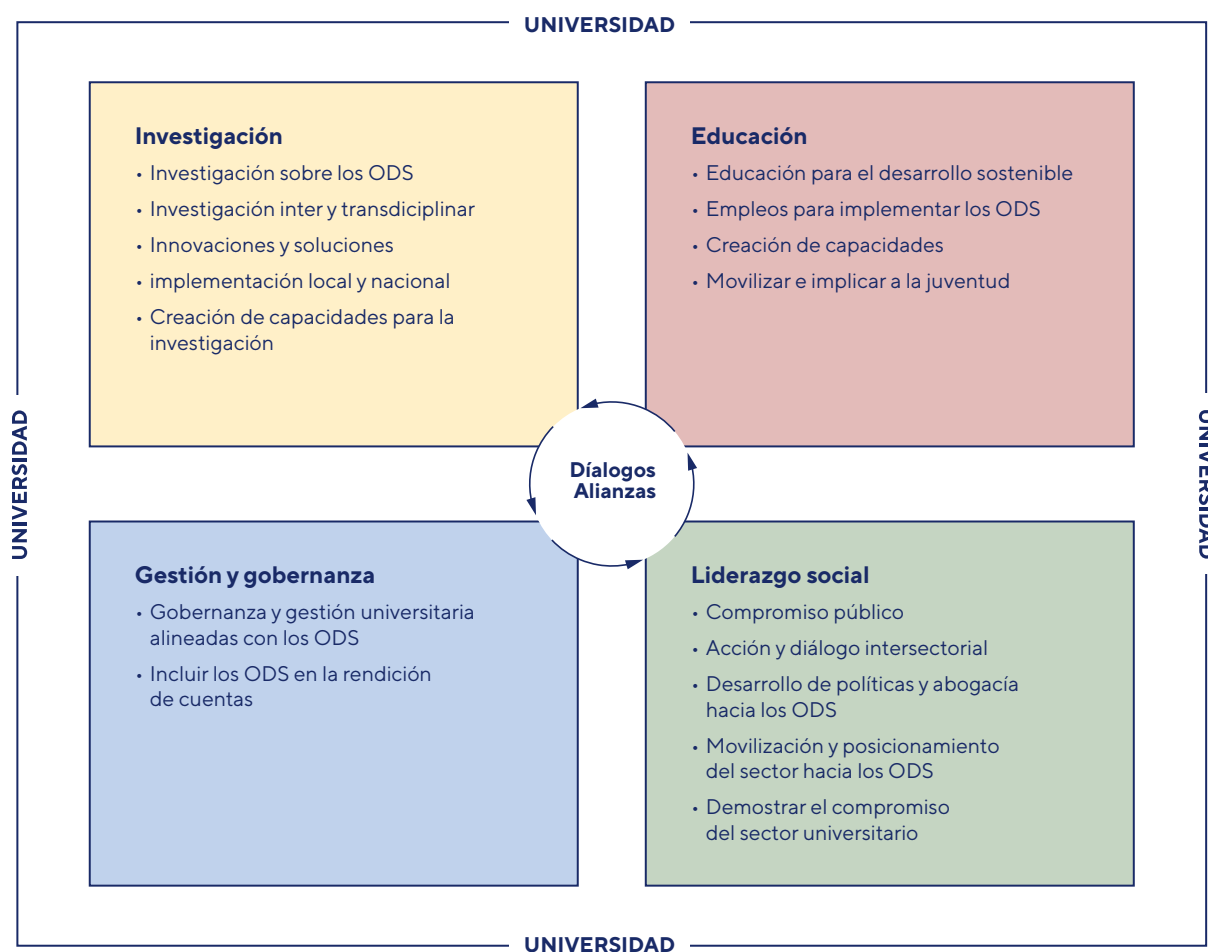 UNIVERSIDAD
Investigación
• Investigación sobre los ODS
• Investigación inter y transdiciplinar
• Innovaciones y soluciones
• implementación local y nacional
• Creación de capacidades para la
investigación
Educación
• Educación para el desarrollo sostenible
• Empleos para implementar los ODS
• Creación de capacidades
• Movilizar e implicar a la juventud
UNIVERSIDAD
Díalogos
Alianzas
UNIVERSIDAD
Gestión y gobernanza
• Gobernanza y gestión universitaria
alineadas con los ODS
• Incluir los ODS en la rendición
de cuentas
Liderazgo social
• Compromiso público
• Acción y diálogo intersectorial
• Desarrollo de políticas y abogacía
hacia los ODS
• Movilización y posicionamiento
del sector hacia los ODS
• Demostrar el compromiso
del sector universitario
UNIVERSIDAD